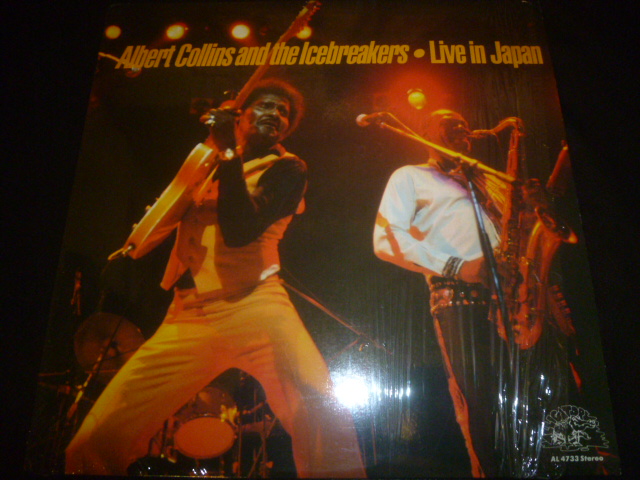 Albert Collins and the Icebreakers • Live in Japan
AL 4733 Stereo